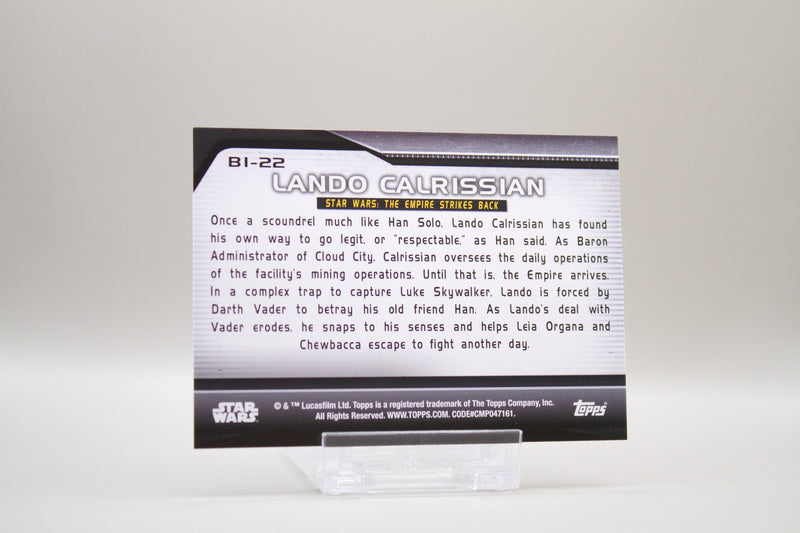 BI-22
LANDO CALRISSIAN
STAR WARS: THE EMPIRE STRIKES BACK
Once a scoundrel much like Han Solo, Lando Calrissian has found
his own way to go legit, or "respectable," as Han said. As Baron
Administrator of Cloud City, Calrissian oversees the daily operations
of the facility's mining operations. Until that is, the Empire arrives.
In a complex trap to capture Luke Skywalker, Lando is forced by
Darth Vader to betray his old friend Han. As Lando's deal with
Vader erodes, he snaps to his senses and helps Leia Organa and
Chewbacca escape to fight another day.
STAR
WARS
© & ™ Lucasfilm Ltd. Topps is a registered trademark of The Topps Company, Inc.
All Rights Reserved. WWW.TOPPS.COM. CODE#CMP047161.
Topps